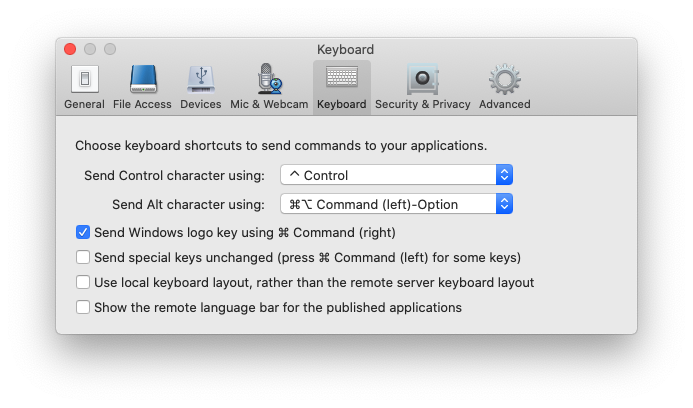 Keyboard
General File Access Devices Mic & Webcam Keyboard Security & Privacy Advanced
Choose keyboard shortcuts to send commands to your applications.
Send Control character using: ^ Control
Send Alt character using: ⌘⌥ Command (left)-Option
Send Windows logo key using ⌘ Command (right)
Send special keys unchanged (press ⌘ Command (left) for some keys)
Use local keyboard layout, rather than the remote server keyboard layout
Show the remote language bar for the published applications